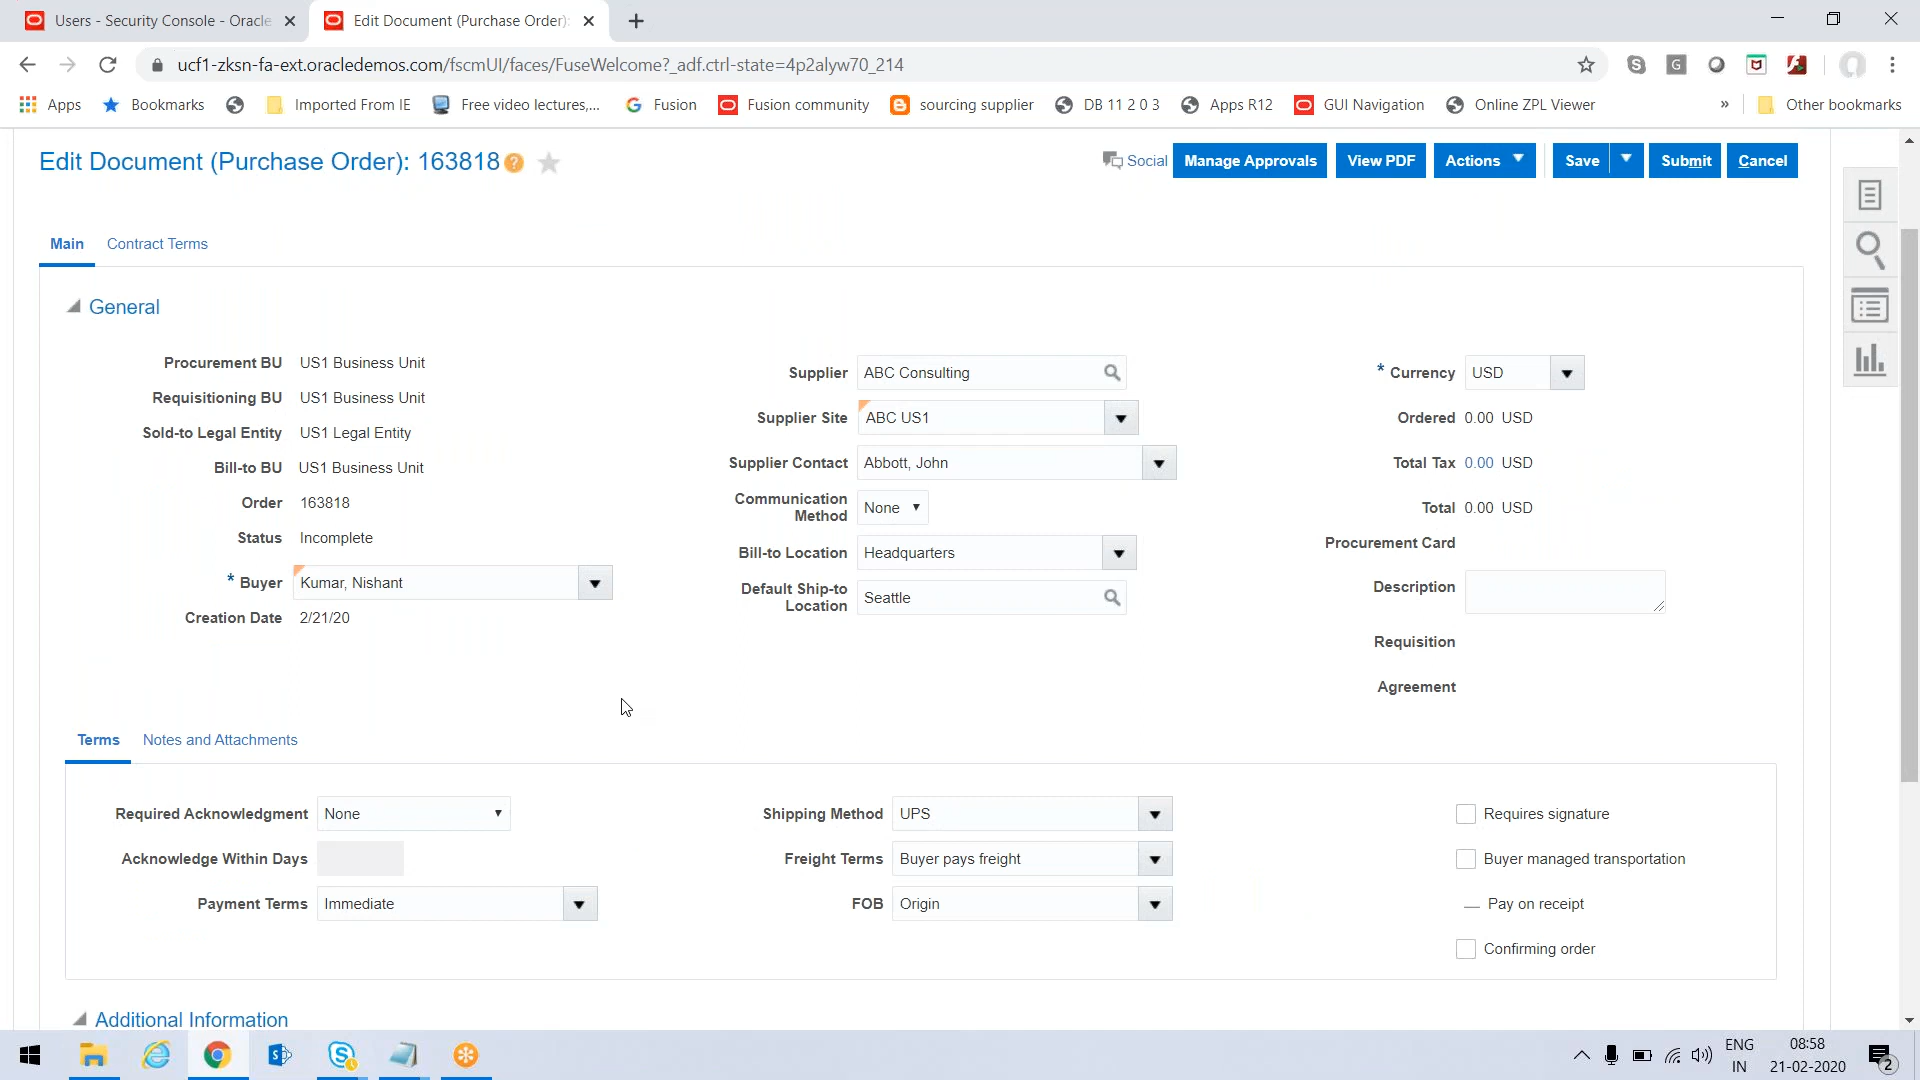 Users - Security Console - Oracle
Edit Document (Purchase Order):
ucf1-zksn-fa-ext.oracledemos.com/fscmUI/faces/FuseWelcome?_adf.ctrl-state=4p2alyw70_214
Apps Bookmarks Imported From IE Free video lectures,... Fusion Fusion community sourcing supplier DB 11 2 0 3 Apps R12 GUI Navigation Online ZPL Viewer » Other bookmarks
Edit Document (Purchase Order): 163818
Social Manage Approvals View PDF Actions Save Submit Cancel
Main Contract Terms
General
Procurement BU US1 Business Unit
Requisitioning BU US1 Business Unit
Sold-to Legal Entity US1 Legal Entity
Bill-to BU US1 Business Unit
Order 163818
Status Incomplete
* Buyer Kumar, Nishant
Creation Date 2/21/20
Supplier ABC Consulting
Supplier Site ABC US1
Supplier Contact Abbott, John
Communication
Method None
Bill-to Location Headquarters
Default Ship-to
Location Seattle
* Currency USD
Ordered 0.00 USD
Total Tax 0.00 USD
Total 0.00 USD
Procurement Card
Description
Requisition
Agreement
Terms Notes and Attachments
Required Acknowledgment None
Acknowledge Within Days
Payment Terms Immediate
Shipping Method UPS
Freight Terms Buyer pays freight
FOB Origin
Requires signature
Buyer managed transportation
— Pay on receipt
Confirming order
Additional Information
ENG
IN
08:58
21-02-2020
2